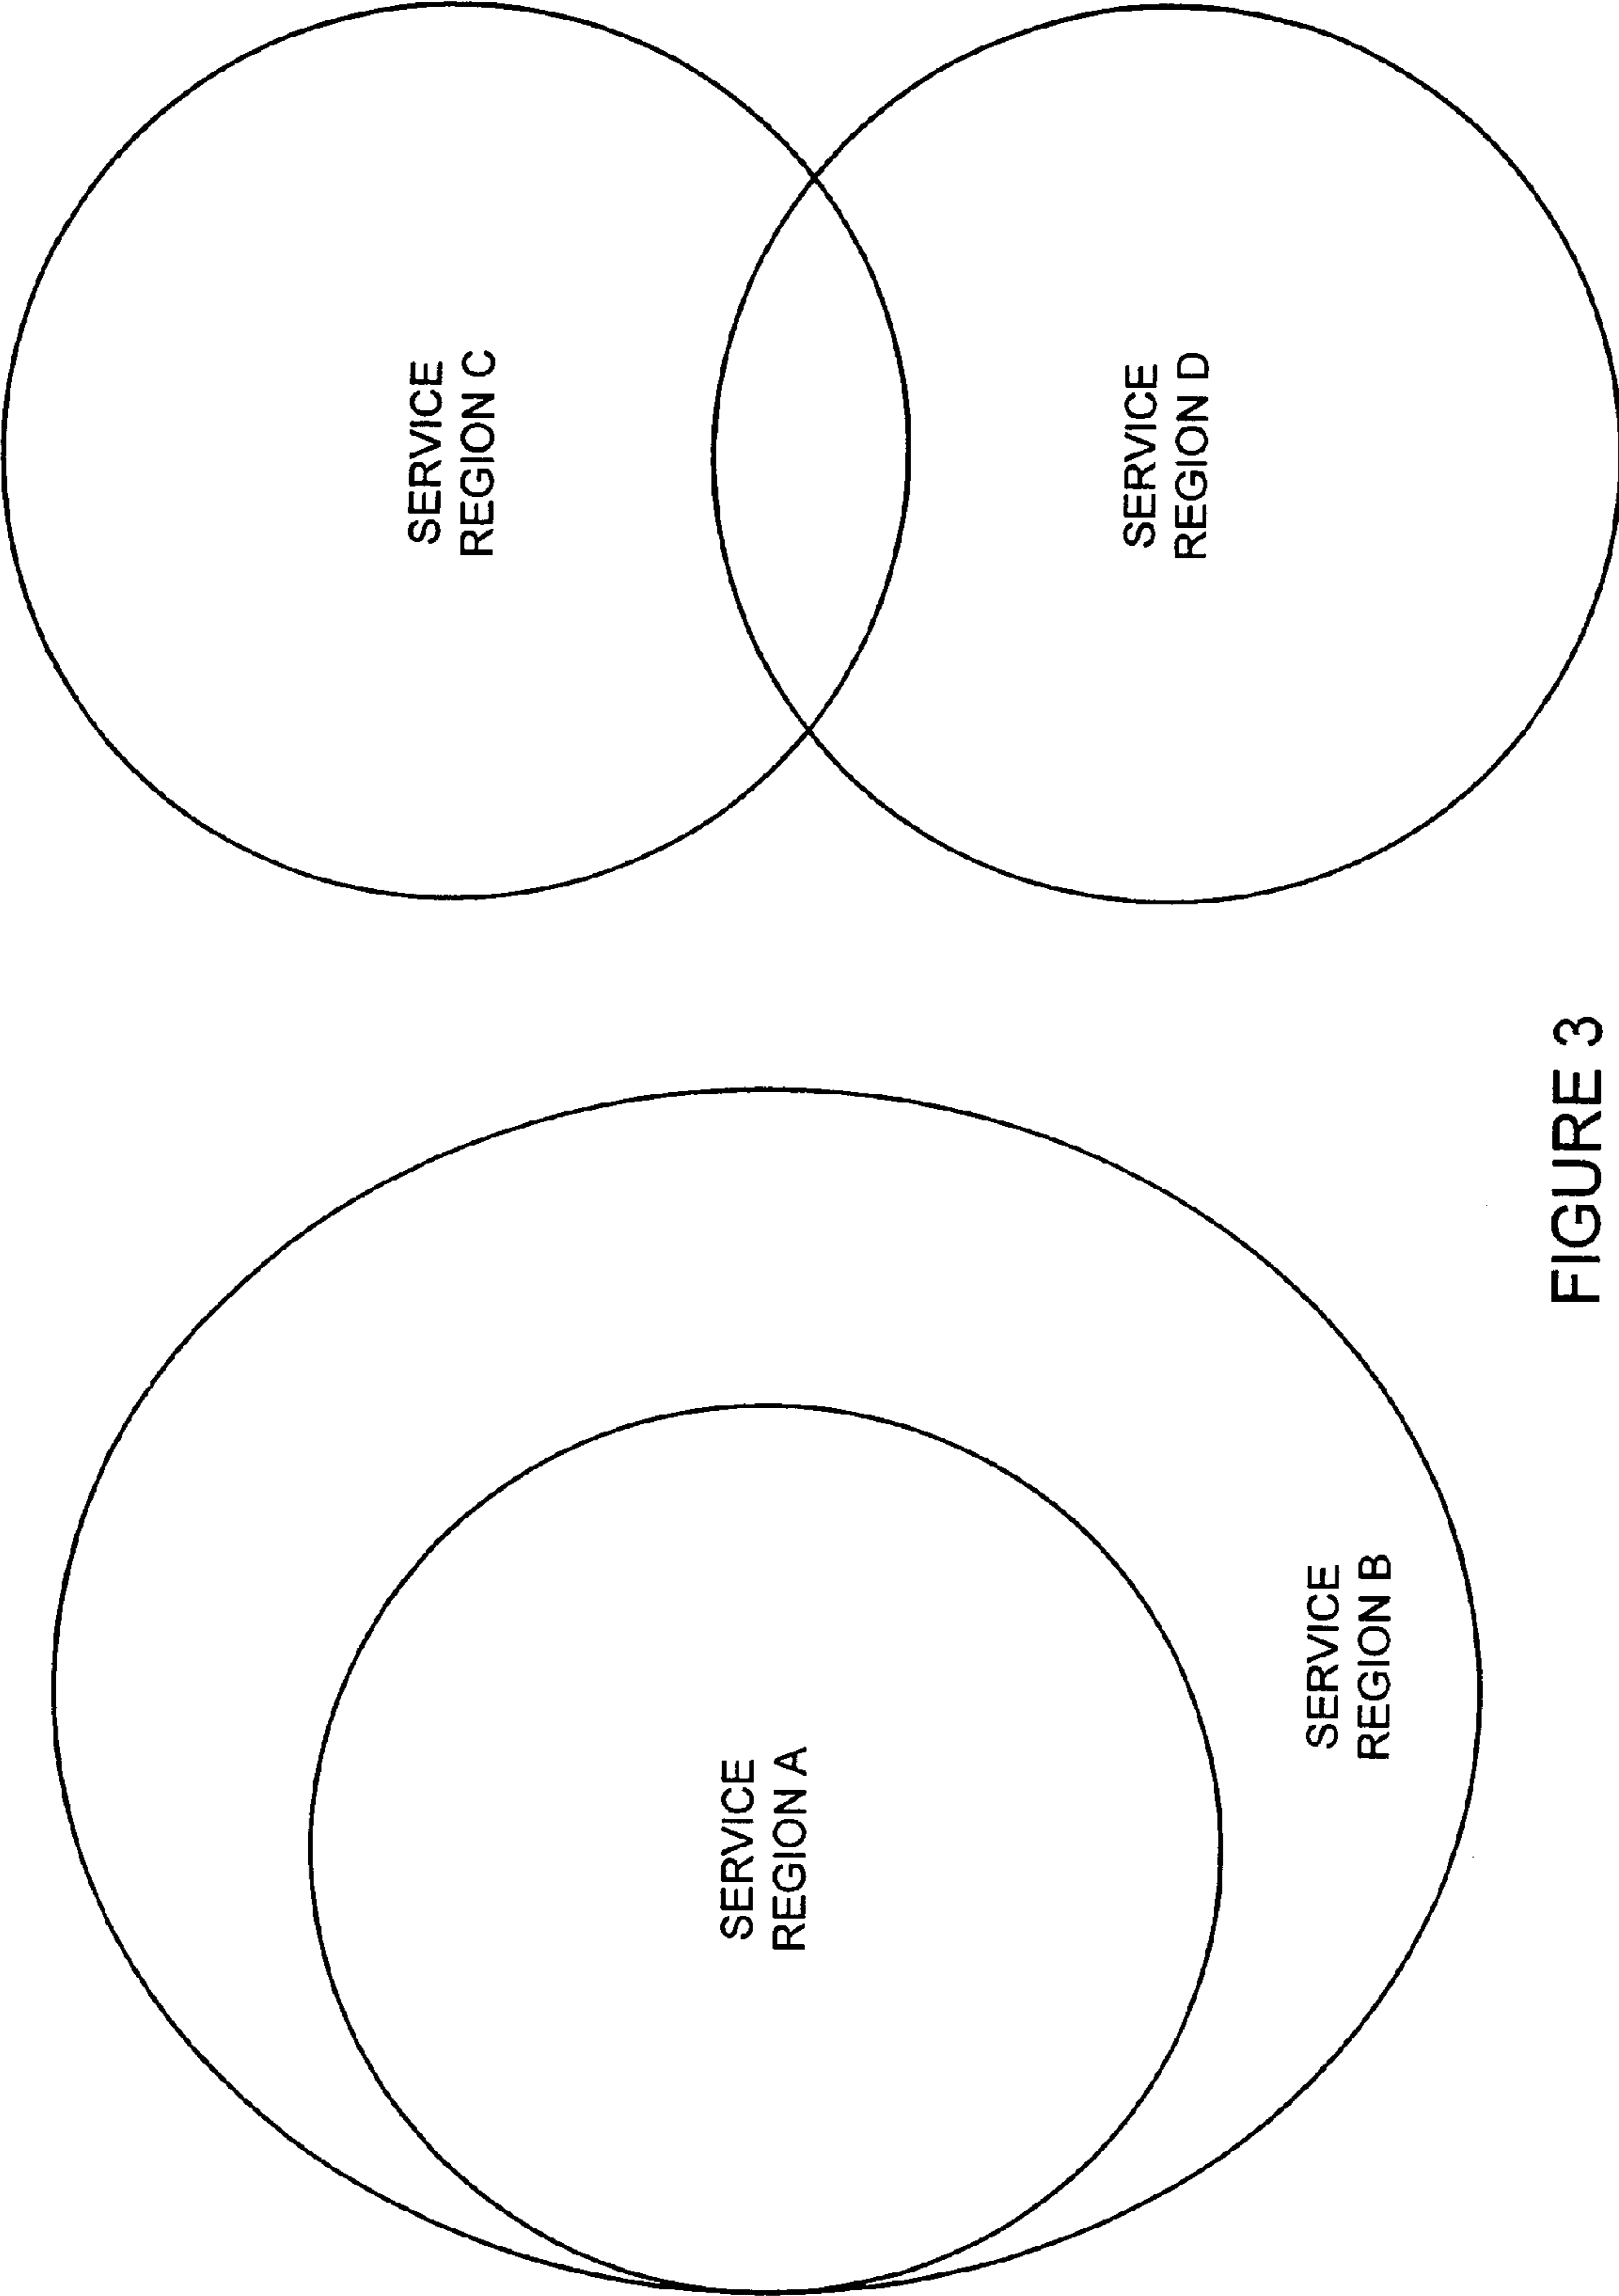 SERVICE
REGION A
SERVICE
REGION B
SERVICE
REGION C
SERVICE
REGION D
FIGURE 3